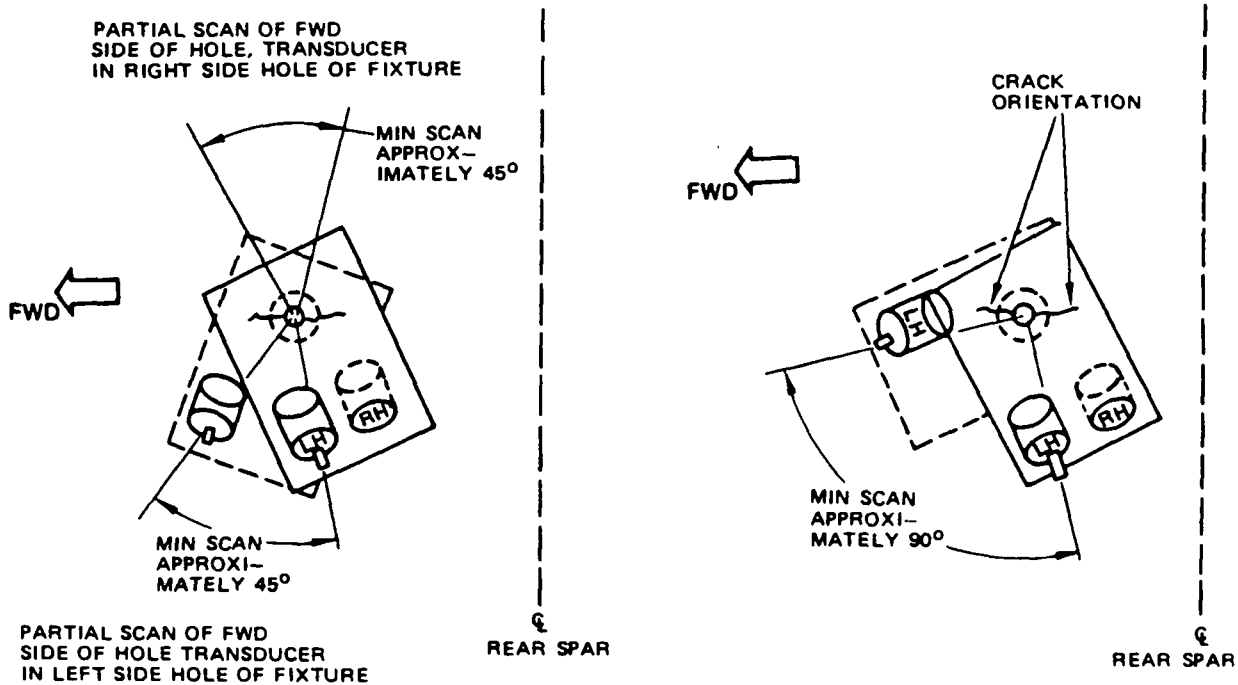 PARTIAL SCAN OF FWD
SIDE OF HOLE, TRANSDUCER
IN RIGHT SIDE HOLE OF FIXTURE
MIN SCAN
APPROX–
IMATELY 45°
FWD
LH
RH
MIN SCAN
APPROXI–
MATELY 45°
PARTIAL SCAN OF FWD
SIDE OF HOLE TRANSDUCER
IN LEFT SIDE HOLE OF FIXTURE
℄
REAR SPAR
CRACK
ORIENTATION
FWD
LH
RH
LH
MIN SCAN
APPROXI–
MATELY 90°
℄
REAR SPAR